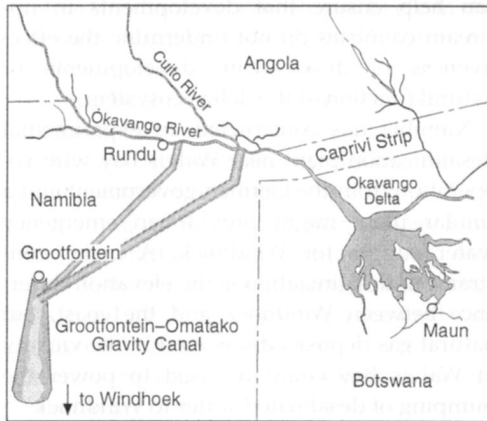 Angola
Cuito River
Okavango River
Rundu
Caprivi Strip
Okavango
Delta
Namibia
Grootfontein
Grootfontein–Omatako
Gravity Canal
Maun
Botswana
to Windhoek